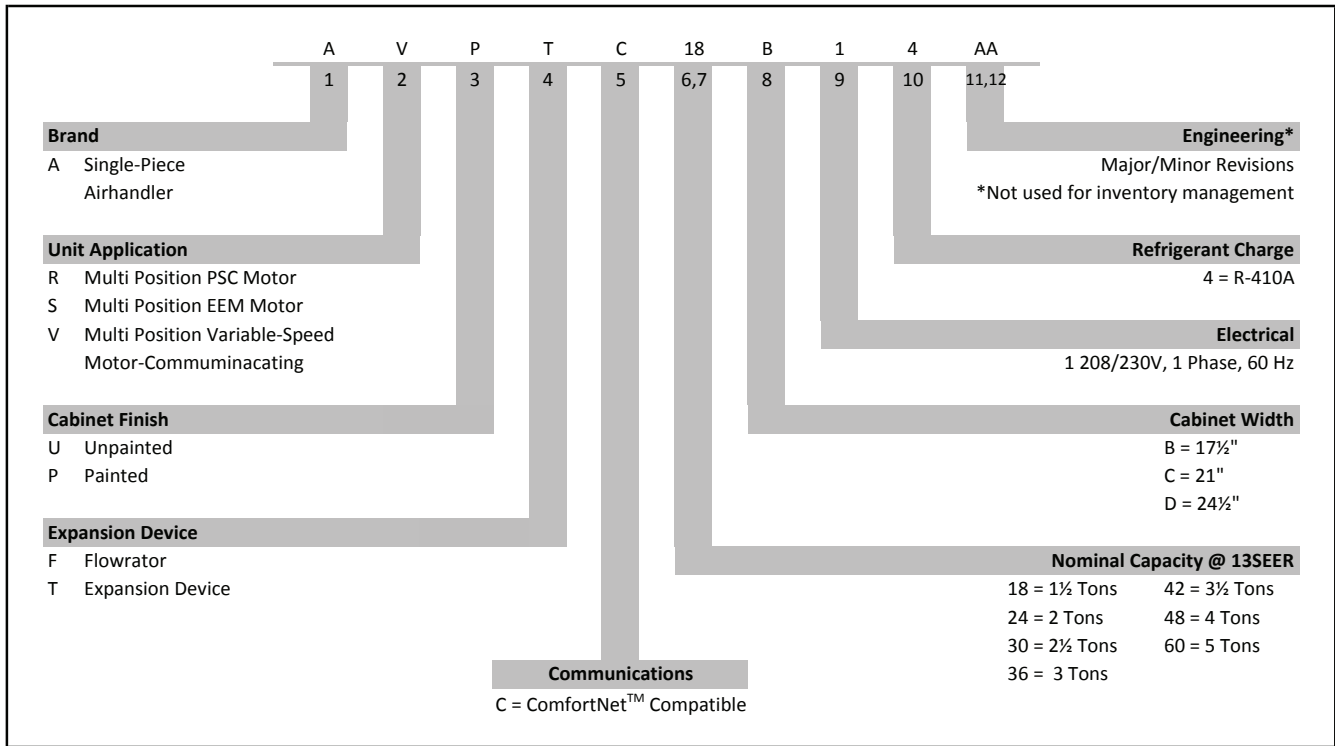 A V P T C 18 B 1 4 AA
1 2 3 4 5 6,7 8 9 10 11,12
Brand
A Single-Piece
Airhandler
Unit Application
R Multi Position PSC Motor
S Multi Position EEM Motor
V Multi Position Variable-Speed
Motor-Commuminacating
Cabinet Finish
U Unpainted
P Painted
Expansion Device
F Flowrator
T Expansion Device
Communications
C = ComfortNet™ Compatible
Engineering*
Major/Minor Revisions
*Not used for inventory management
Refrigerant Charge
4 = R-410A
Electrical
1 208/230V, 1 Phase, 60 Hz
Cabinet Width
B = 17½"
C = 21"
D = 24½"
Nominal Capacity @ 13SEER
18 = 1½ Tons 42 = 3½ Tons
24 = 2 Tons 48 = 4 Tons
30 = 2½ Tons 60 = 5 Tons
36 = 3 Tons